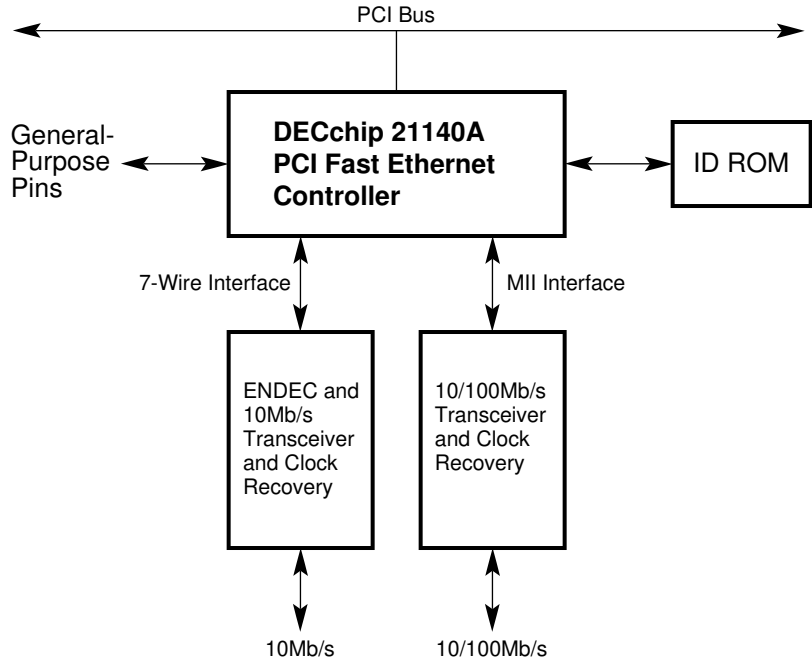 PCI Bus
General-
Purpose
Pins
DECchip 21140A
PCI Fast Ethernet
Controller
ID ROM
7-Wire Interface
MII Interface
ENDEC and
10Mb/s
Transceiver
and Clock
Recovery
10/100Mb/s
Transceiver
and Clock
Recovery
10Mb/s
10/100Mb/s